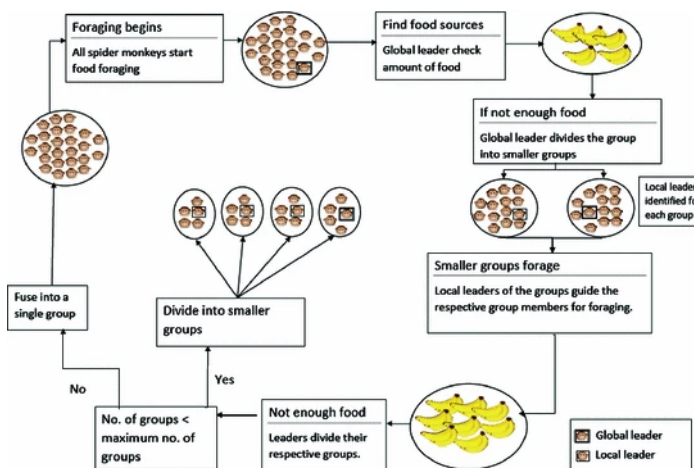 Foraging begins
All spider monkeys start
food foraging
Find food sources
Global leader check
amount of food
If not enough food
Global leader divides the group
into smaller groups
Local leader
identified for
each group
Smaller groups forage
Local leaders of the groups guide the
respective group members for foraging.
Not enough food
Leaders divide their
respective groups.
No. of groups <
maximum no. of
groups
Yes
No
Divide into smaller
groups
Fuse into a
single group
Global leader
Local leader